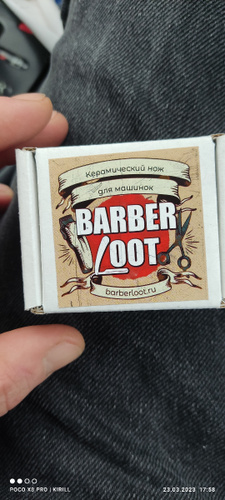 Керамический нож
для машинок
BARBER
LOOT
barberloot.ru
POCO X3 PRO | KIRILL
23.03.2023 17:58